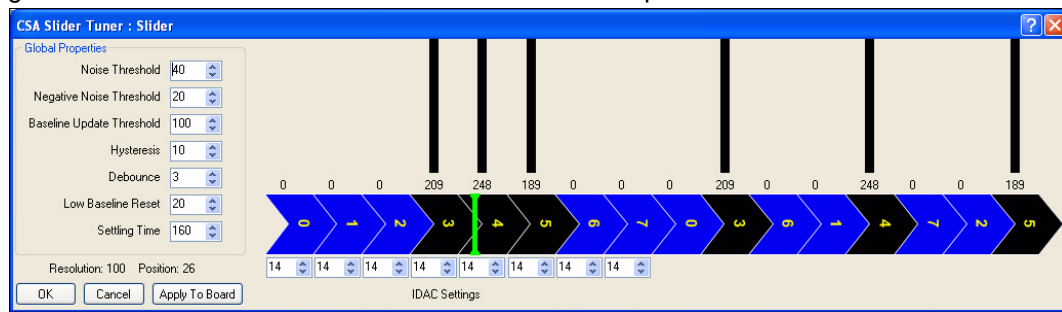 CSA Slider Tuner : Slider
Global Properties
Noise Threshold 40
Negative Noise Threshold 20
Baseline Update Threshold 100
Hysteresis 10
Debounce 3
Low Baseline Reset 20
Settling Time 160
Resolution: 100 Position: 26
OK Cancel Apply To Board
0 0 0 209 248 189 0 0 0 209 0 0 248 0 0 189
0 1 2 3 4 5 6 7 0 3 6 1 4 7 2 5
14 14 14 14 14 14 14 14
IDAC Settings